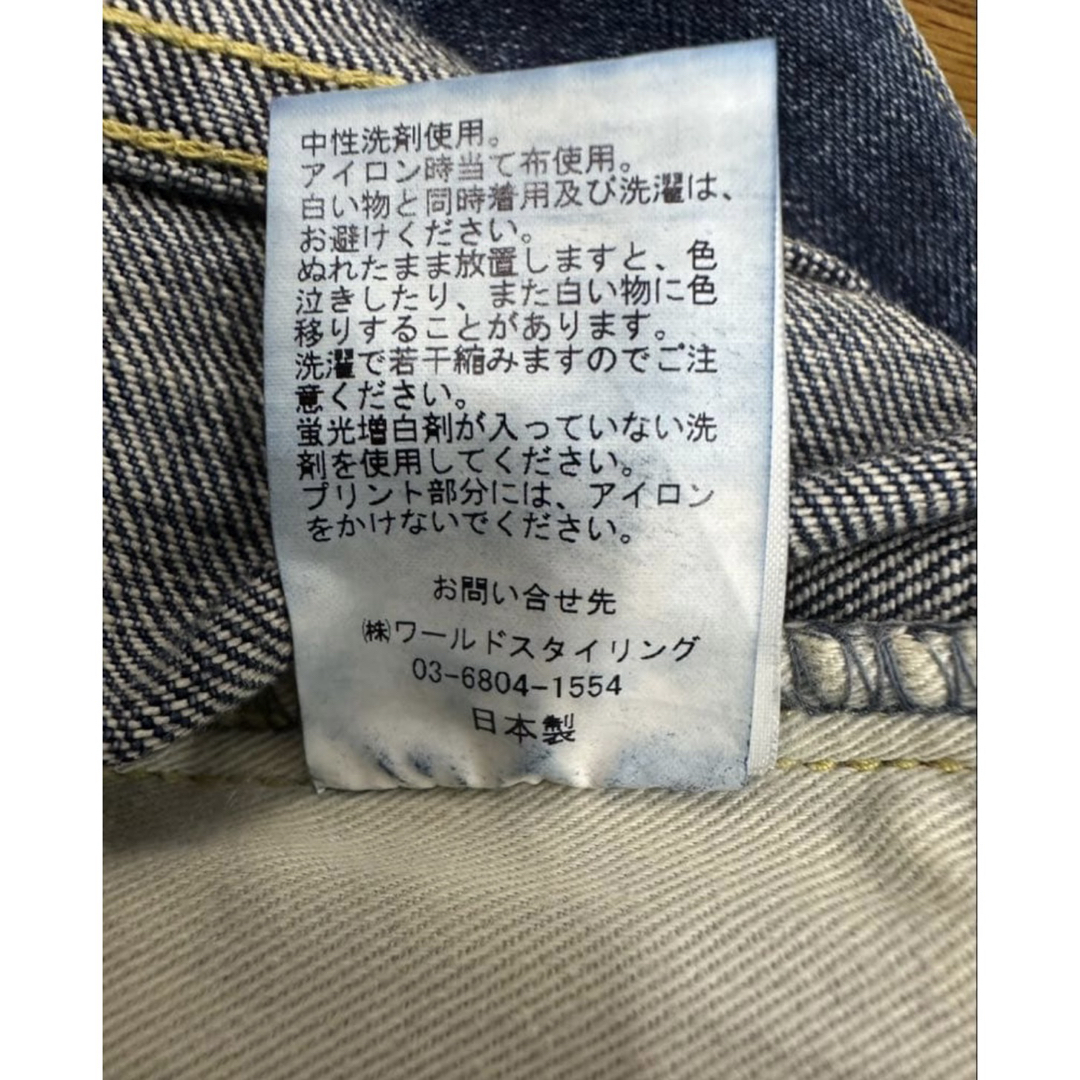 中性洗剤使用。
アイロン時当て布使用。
白い物と同時着用及び洗濯は、
お避けください。
ぬれたまま放置しますと、色
泣きしたり、また白い物に色
移りすることがあります。
洗濯で若干縮みますのでご注
意ください。
蛍光増白剤が入っていない洗
剤を使用してください。
プリント部分には、アイロン
をかけないでください。
お問い合せ先
㈱ワールドスタイリング
03-6804-1554
日本製